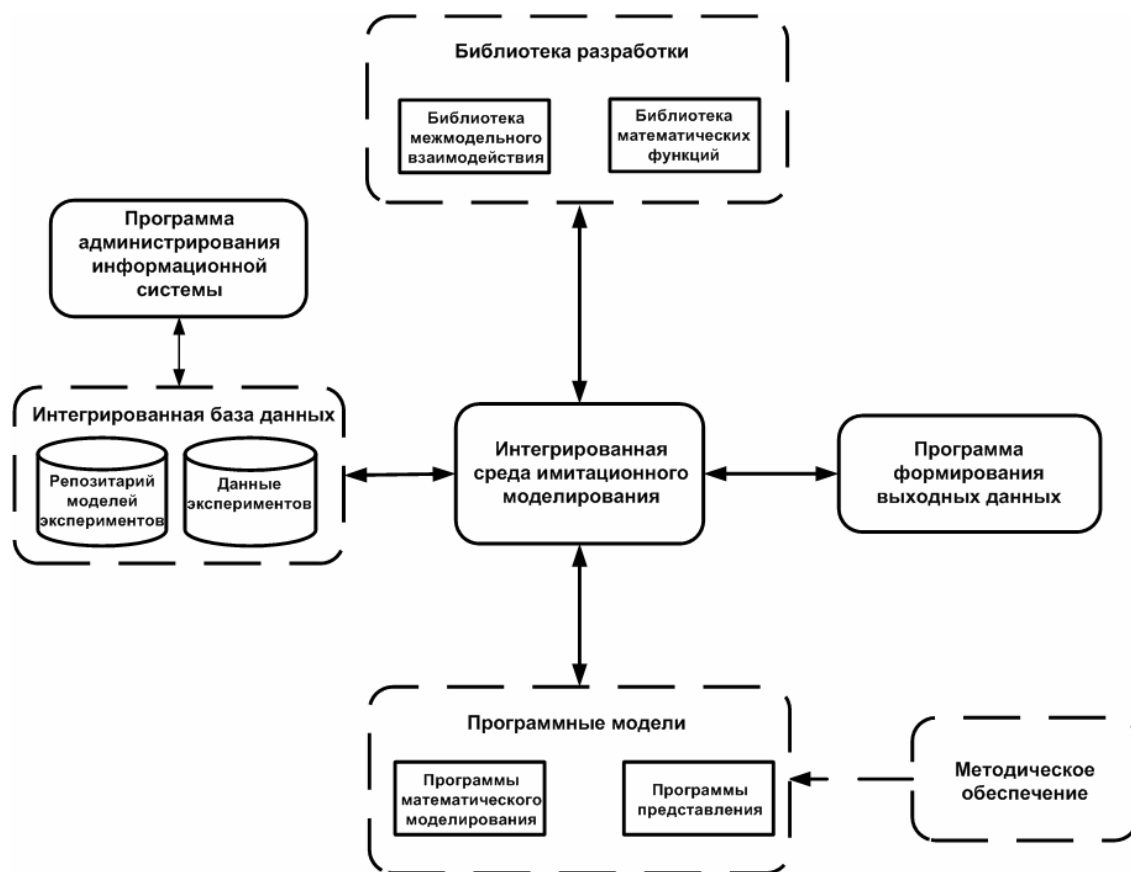 Библиотека разработки
Библиотека
межмодельного
взаимодействия
Библиотека
математических
функций
Программа
администрирования
информационной
системы
Интегрированная база данных
Репозитарий
моделей
экспериментов
Данные
экспериментов
Интегрированная
среда имитационного
моделирования
Программа
формирования
выходных данных
Программные модели
Программы
математического
моделирования
Программы
представления
Методическое
обеспечение